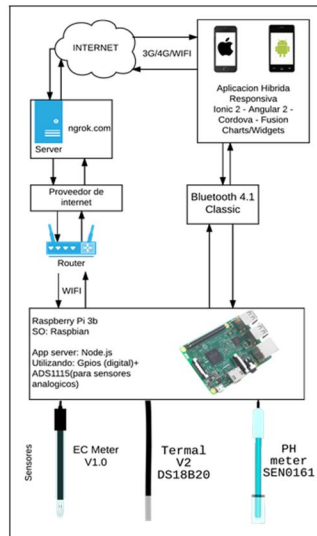 INTERNET
3G/4G/WIFI
Aplicacion Hibrida
Responsiva
Ionic 2 - Angular 2 -
Cordova - Fusion
Charts/Widgets
ngrok.com
Server
Proveedor de
internet
Bluetooth 4.1
Classic
Router
WIFI
Raspberry Pi 3b
SO: Raspbian
App server: Node.js
Utilizando: Gpios (digital)+
ADS1115(para sensores
analogicos)
Sensores
EC Meter
V1.0
Termal
V2
DS18B20
PH
meter
SEN0161